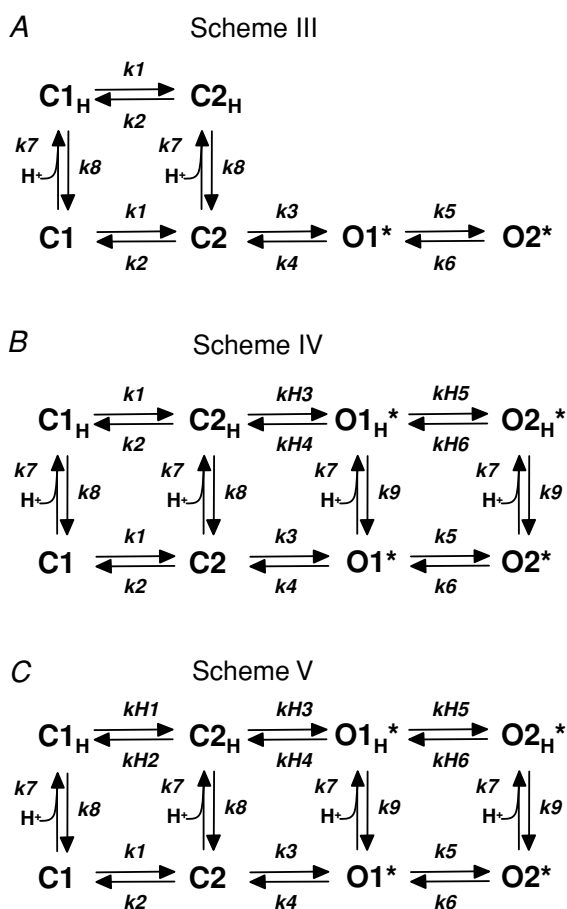 A Scheme III
k1
C1H C2H
k2
k7 k8 k7 k8
H+ H+
k1 k3 k5
C1 C2 O1* O2*
k2 k4 k6
B Scheme IV
k1 kH3 kH5
C1H C2H O1H* O2H*
k2 kH4 kH6
k7 k8 k7 k8 k7 k9 k7 k9
H+ H+ H+ H+
k1 k3 k5
C1 C2 O1* O2*
k2 k4 k6
C Scheme V
kH1 kH3 kH5
C1H C2H O1H* O2H*
kH2 kH4 kH6
k7 k8 k7 k8 k7 k9 k7 k9
H+ H+ H+ H+
k1 k3 k5
C1 C2 O1* O2*
k2 k4 k6